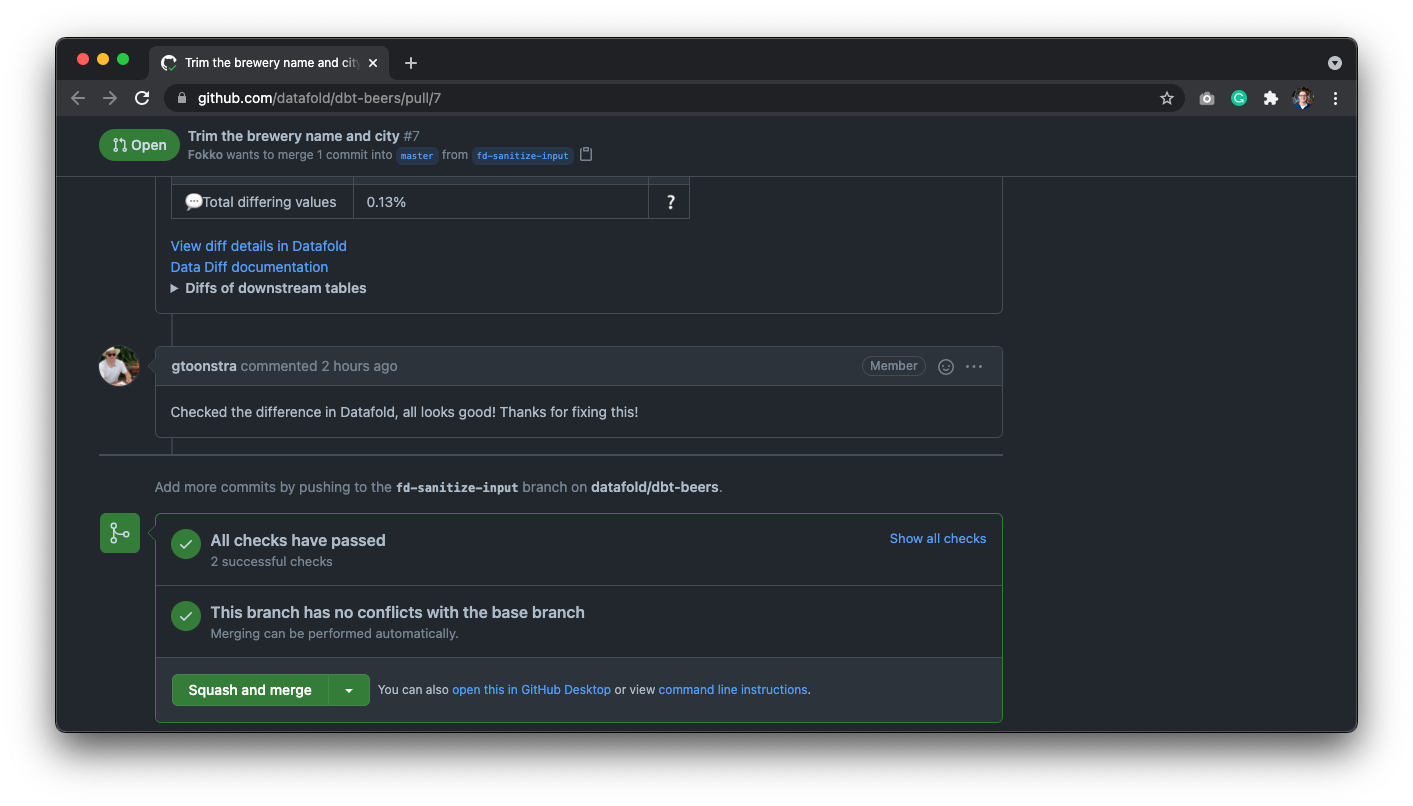 Trim the brewery name and city
github.com/datafold/dbt-beers/pull/7
Open
Trim the brewery name and city #7
Fokko wants to merge 1 commit into master from fd-sanitize-input
Total differing values 0.13% ?
View diff details in Datafold
Data Diff documentation
Diffs of downstream tables
gtoonstra commented 2 hours ago Member
Checked the difference in Datafold, all looks good! Thanks for fixing this!
Add more commits by pushing to the fd-sanitize-input branch on datafold/dbt-beers.
All checks have passed Show all checks
2 successful checks
This branch has no conflicts with the base branch
Merging can be performed automatically.
Squash and merge You can also open this in GitHub Desktop or view command line instructions.